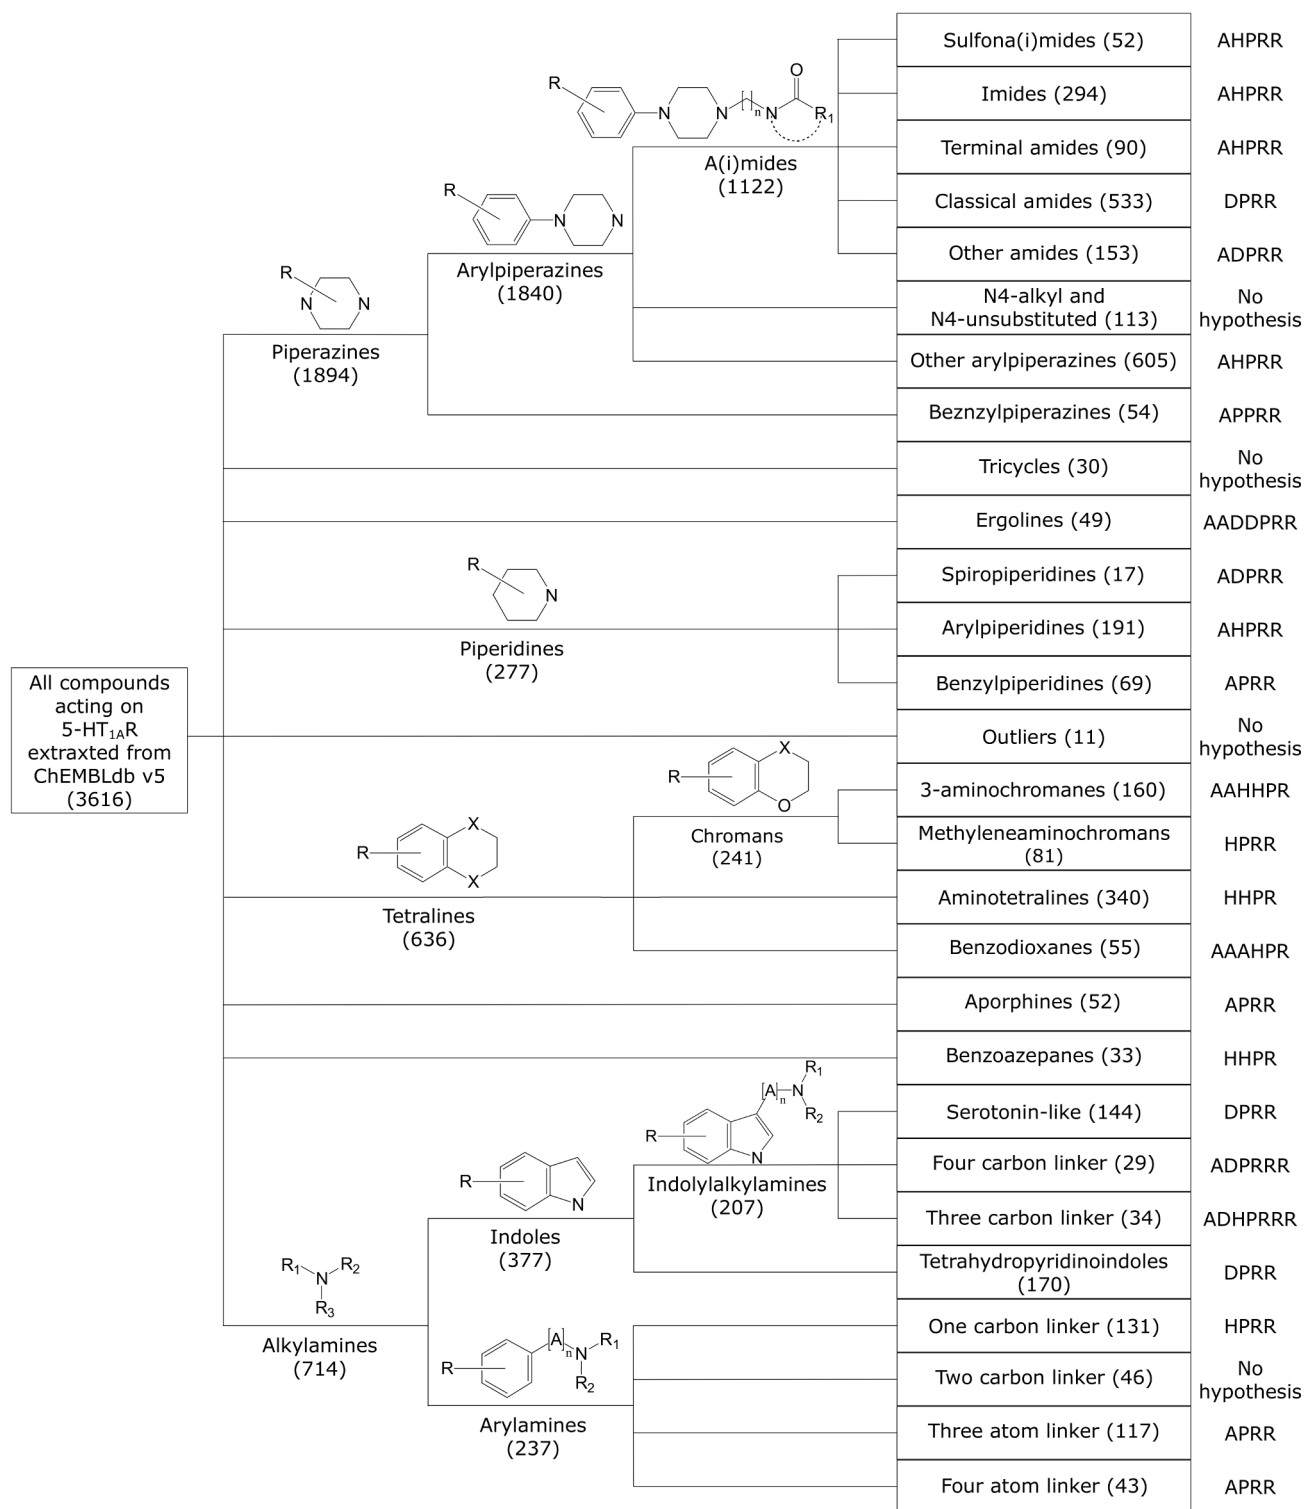 Sulfona(i)mides (52)
AHPRR
Imides (294)
AHPRR
Terminal amides (90)
AHPRR
Classical amides (533)
DPRR
Other amides (153)
ADPRR
N4-alkyl and
N4-unsubstituted (113)
No
hypothesis
Other arylpiperazines (605)
AHPRR
Beznzylpiperazines (54)
APPRR
Tricycles (30)
No
hypothesis
Ergolines (49)
AADDPRR
Spiropiperidines (17)
ADPRR
Arylpiperidines (191)
AHPRR
Benzylpiperidines (69)
APRR
Outliers (11)
No
hypothesis
3-aminochromanes (160)
AAHHPR
Methyleneaminochromans
(81)
HPRR
Aminotetralines (340)
HHPR
Benzodioxanes (55)
AAAHPR
Aporphines (52)
APRR
Benzoazepanes (33)
HHPR
Serotonin-like (144)
DPRR
Four carbon linker (29)
ADPRRR
Three carbon linker (34)
ADHPRRR
Tetrahydropyridinoindoles
(170)
DPRR
One carbon linker (131)
HPRR
Two carbon linker (46)
No
hypothesis
Three atom linker (117)
APRR
Four atom linker (43)
APRR
R
N
N
[ ]n
N
O
R1
A(i)mides
(1122)
R
N
N
Arylpiperazines
(1840)
R
N
N
Piperazines
(1894)
R
N
Piperidines
(277)
All compounds
acting on
5-HT1AR
extraxted from
ChEMBLdb v5
(3616)
R
X
O
Chromans
(241)
R
X
X
Tetralines
(636)
R
[A]n
N
R1
R2
N
Indolylalkylamines
(207)
R
N
Indoles
(377)
R1
N
R2
R3
Alkylamines
(714)
R
[A]n
N
R1
R2
Arylamines
(237)